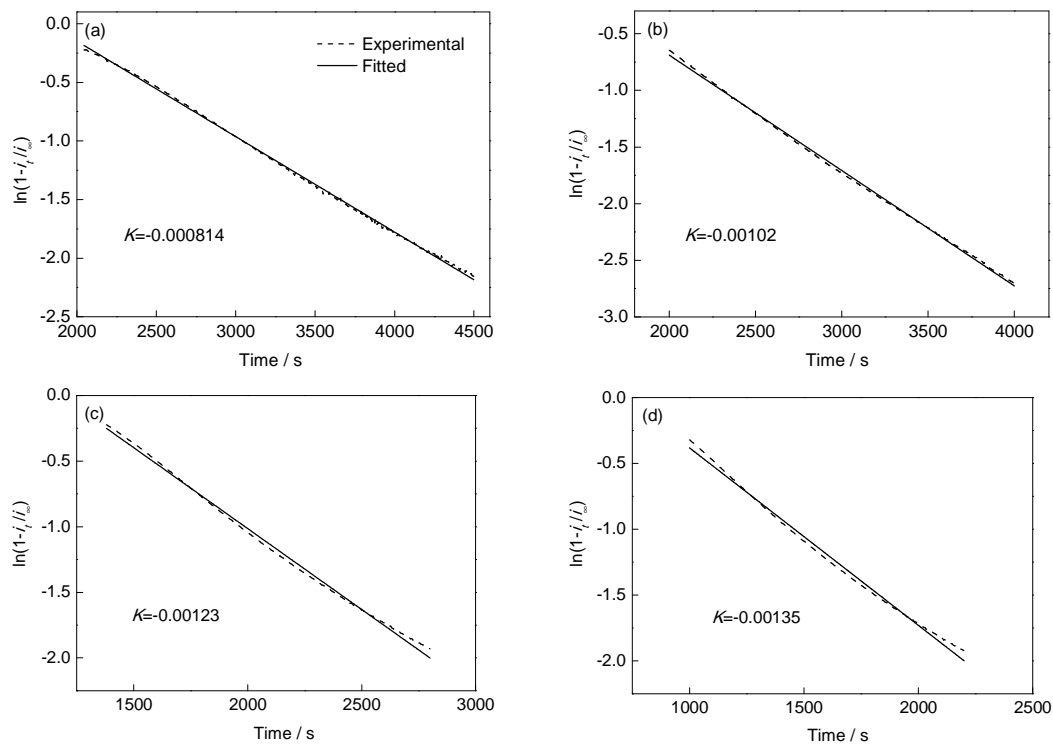 (a)
Experimental
Fitted
0.0
-0.5
-1.0
-1.5
-2.0
-2.5
ln(1-i_t/i_∞)
K=-0.000814
2000 2500 3000 3500 4000 4500
Time / s
(b)
-0.5
-1.0
-1.5
-2.0
-2.5
-3.0
ln(1-i_t/i_∞)
K=-0.00102
2000 2500 3000 3500 4000
Time / s
(c)
0.0
-0.5
-1.0
-1.5
-2.0
ln(1-i_t/i_∞)
K=-0.00123
1500 2000 2500 3000
Time / s
(d)
0.0
-0.5
-1.0
-1.5
-2.0
ln(1-i_t/i_∞)
K=-0.00135
1000 1500 2000 2500
Time / s